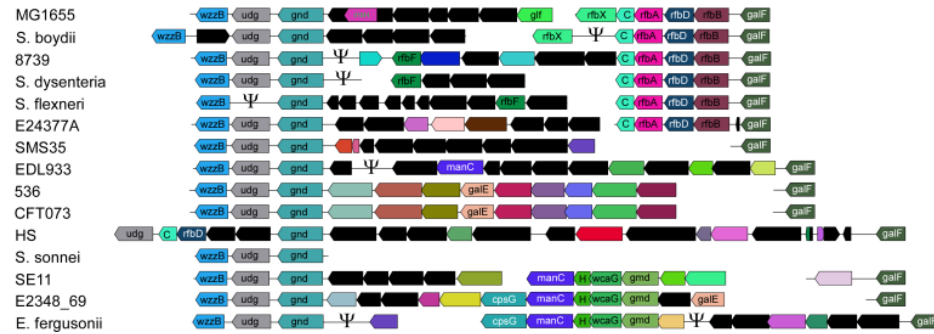 MG1655 wzzB udg gnd glf rfbX C rfbA rfbD rfbB galF
S. boydii wzzB udg gnd rfbX Ψ C rfbA rfbD rfbB galF
8739 wzzB udg gnd Ψ rfbF C rfbA rfbD rfbB galF
S. dysenteria wzzB udg gnd Ψ rfbF C rfbA rfbD rfbB galF
S. flexneri wzzB Ψ udg gnd rfbF C rfbA rfbD rfbB galF
E24377A wzzB udg gnd C rfbA rfbD rfbB galF
SMS35 wzzB udg gnd galF
EDL933 wzzB udg gnd Ψ manC galF
536 wzzB udg gnd galE galF
CFT073 wzzB udg gnd galE galF
HS udg C rfbD gnd galF
S. sonnei wzzB udg gnd
SE11 wzzB udg gnd manC H wcaG gmd galF
E2348_69 wzzB udg gnd cpsG manC H wcaG gmd galE galF
E. fergusonii wzzB udg gnd Ψ cpsG manC H wcaG gmd Ψ galF